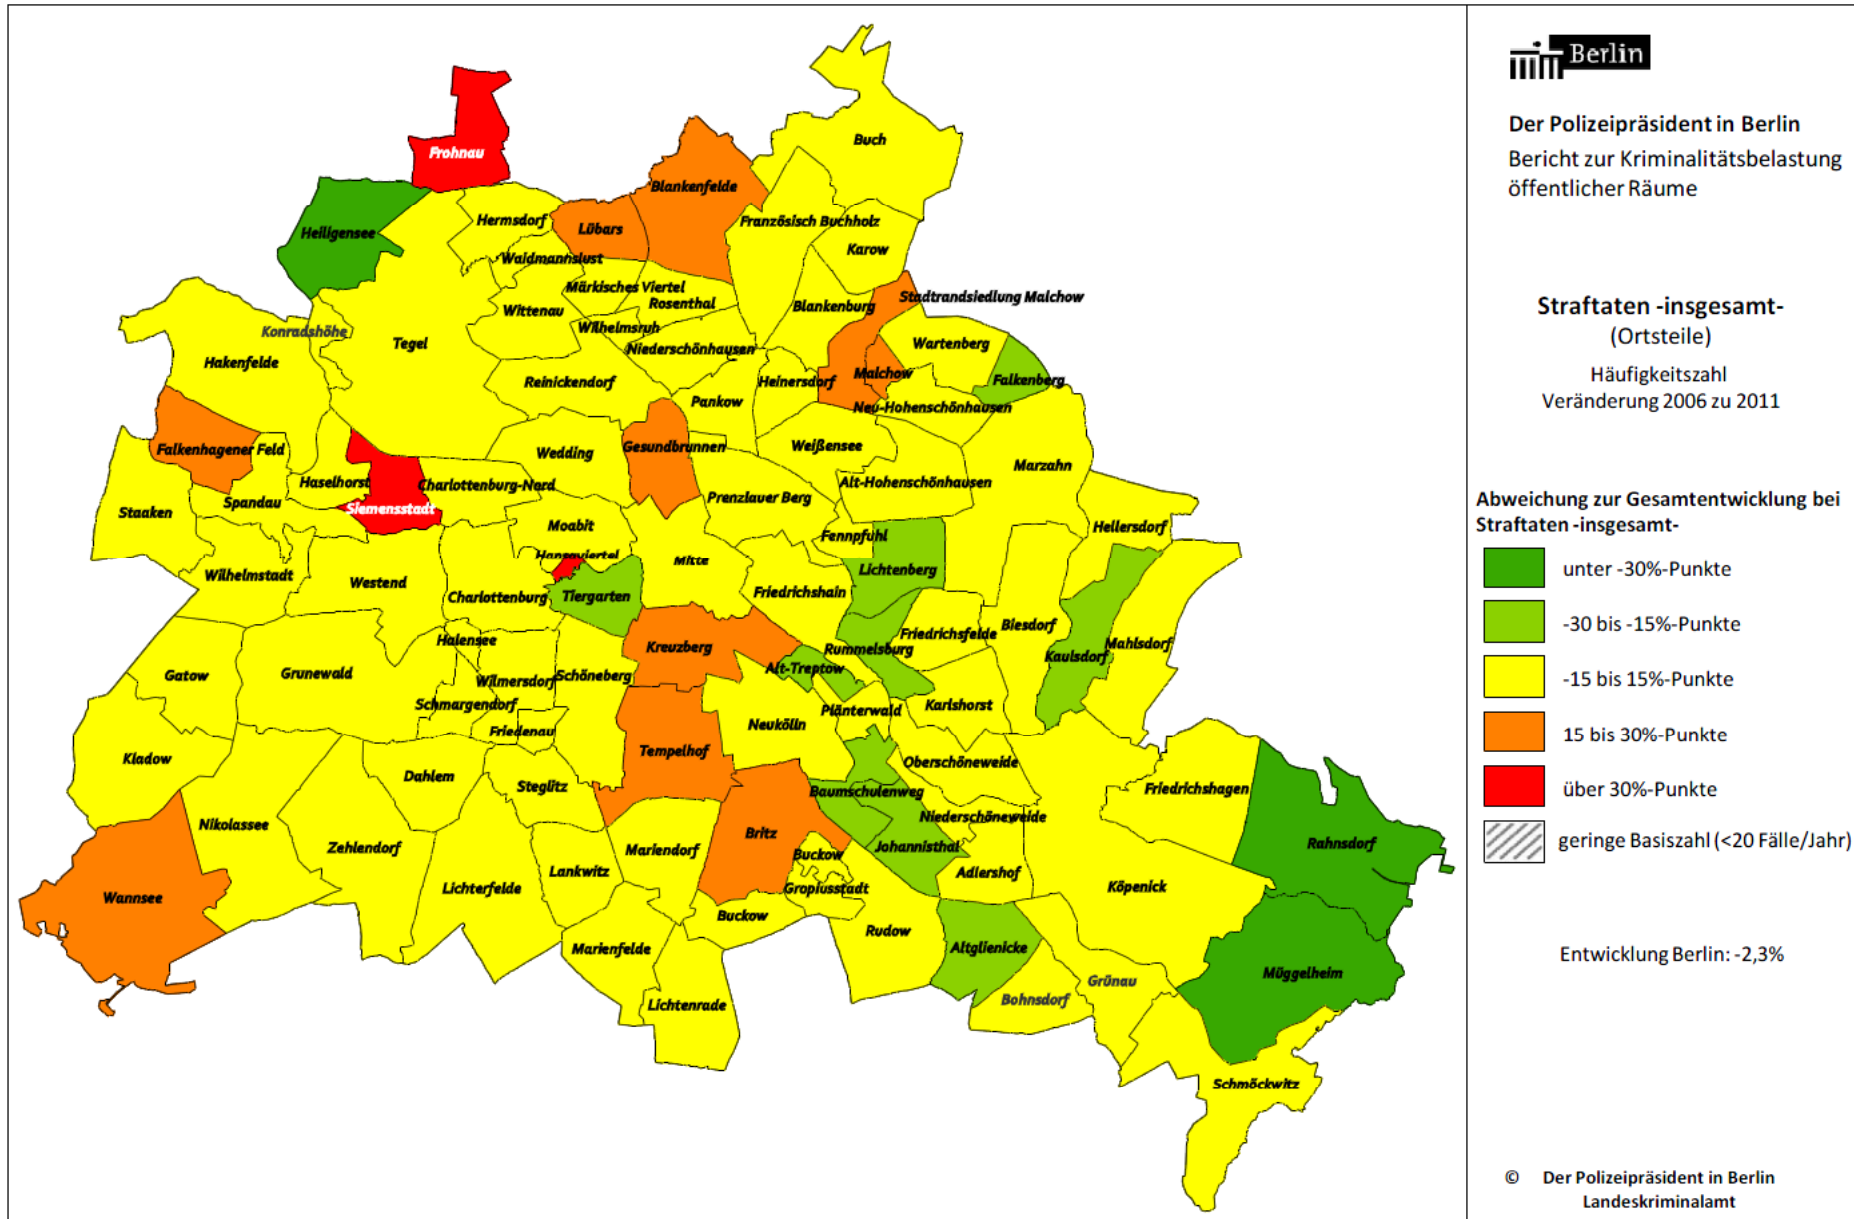 Frohnau
Buch
Blankenfelde
Heiligensee
Hermsdorf
Lübars
Französisch Buchholz
Karow
Waidmannslust
Märkisches Viertel
Rosenthal
Stadtrandsiedlung Malchow
Blankenburg
Wittenau
Konradshöhe
Wilhelmsruh
Tegel
Niederschönhausen
Wartenberg
Hakenfelde
Malchow
Falkenberg
Reinickendorf
Heinersdorf
Pankow
Neu-Hohenschönhausen
Falkenhagener Feld
Gesundbrunnen
Weißensee
Wedding
Marzahn
Haselhorst
Charlottenburg-Nord
Alt-Hohenschönhausen
Spandau
Prenzlauer Berg
Staaken
Siemensstadt
Moabit
Hellersdorf
Fennpfuhl
Hansaviertel
Mitte
Lichtenberg
Wilhelmstadt
Westend
Charlottenburg
Tiergarten
Friedrichshain
Biesdorf
Halensee
Friedrichsfelde
Mahlsdorf
Kreuzberg
Rummelsburg
Kaulsdorf
Gatow
Grunewald
Wilmersdorf
Schöneberg
Alt-Treptow
Schmargendorf
Karlshorst
Plänterwald
Friedenau
Neukölln
Kladow
Tempelhof
Oberschöneweide
Dahlem
Steglitz
Baumschulenweg
Friedrichshagen
Nikolassee
Niederschöneweide
Britz
Zehlendorf
Mariendorf
Buckow
Johannisthal
Rahnsdorf
Lankwitz
Adlershof
Wannsee
Lichterfelde
Gropiusstadt
Köpenick
Buckow
Rudow
Marienfelde
Altglienicke
Müggelheim
Grünau
Bohnsdorf
Lichtenrade
Schmöckwitz
Berlin
Der Polizeipräsident in Berlin
Bericht zur Kriminalitätsbelastung
öffentlicher Räume
Straftaten -insgesamt-
(Ortsteile)
Häufigkeitszahl
Veränderung 2006 zu 2011
Abweichung zur Gesamtentwicklung bei
Straftaten -insgesamt-
unter -30%-Punkte
-30 bis -15%-Punkte
-15 bis 15%-Punkte
15 bis 30%-Punkte
über 30%-Punkte
geringe Basiszahl (<20 Fälle/Jahr)
Entwicklung Berlin: -2,3%
© Der Polizeipräsident in Berlin
Landeskriminalamt